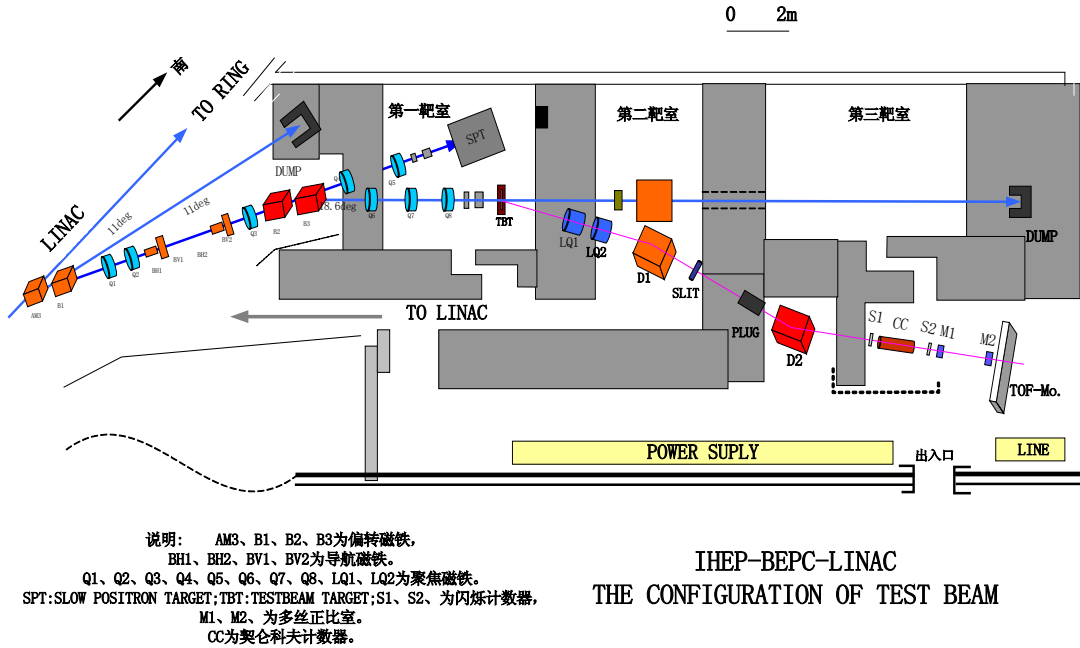 0 2m
南
TO RING
LINAC
第一靶室
第二靶室
第三靶室
SPT
DUMP
11deg
11deg
18.6deg
AM3
B1
Q1
Q2
BH1
BV1
BH2
BV2
Q3
B2
B3
Q4
Q5
Q6
Q7
Q8
TBT
LQ1
LQ2
D1
SLIT
PLUG
D2
S1
CC
S2
M1
M2
TOF-Mo.
DUMP
TO LINAC
POWER SUPLY
出入口
LINE
说明: AM3、B1、B2、B3为偏转磁铁,
BH1、BH2、BV1、BV2为导航磁铁。
Q1、Q2、Q3、Q4、Q5、Q6、Q7、Q8、LQ1、LQ2为聚焦磁铁。
SPT:SLOW POSITRON TARGET;TBT:TESTBEAM TARGET;S1、S2、为闪烁计数器,
M1、M2、为多丝正比室。
CC为契仑科夫计数器。
IHEP-BEPC-LINAC
THE CONFIGURATION OF TEST BEAM